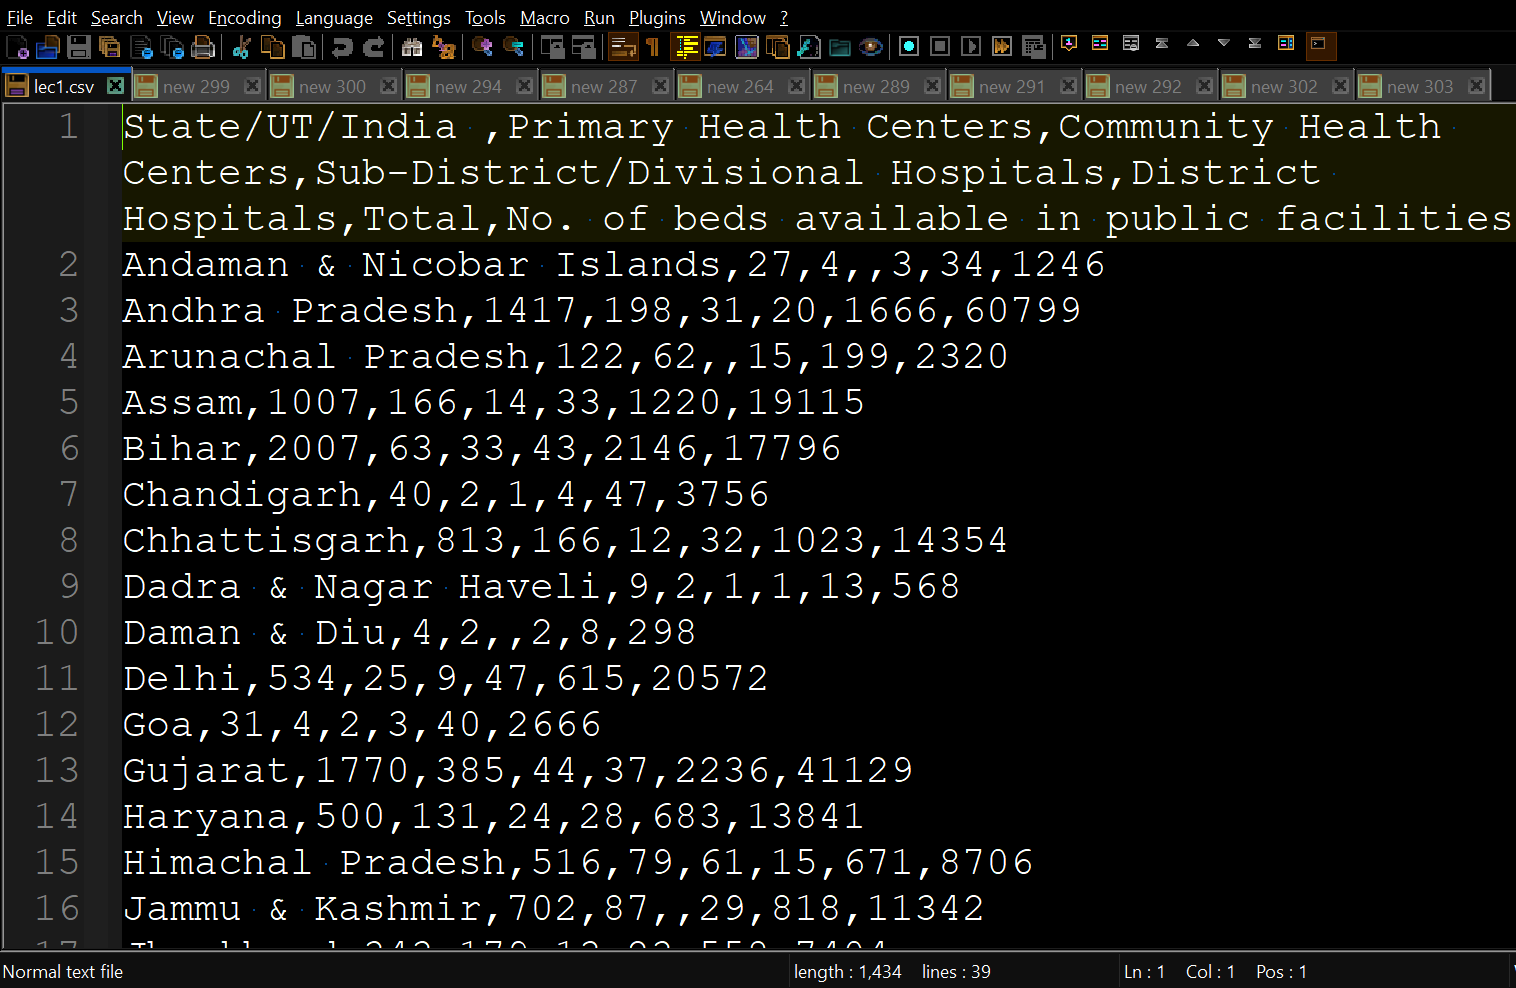 File Edit Search View Encoding Language Settings Tools Macro Run Plugins Window ?
lec1.csv new 299 new 300 new 294 new 287 new 264 new 289 new 291 new 292 new 302 new 303
1 State/UT/India ,Primary Health Centers,Community Health
Centers,Sub-District/Divisional Hospitals,District
Hospitals,Total,No. of beds available in public facilities
2 Andaman & Nicobar Islands,27,4,,3,34,1246
3 Andhra Pradesh,1417,198,31,20,1666,60799
4 Arunachal Pradesh,122,62,,15,199,2320
5 Assam,1007,166,14,33,1220,19115
6 Bihar,2007,63,33,43,2146,17796
7 Chandigarh,40,2,1,4,47,3756
8 Chhattisgarh,813,166,12,32,1023,14354
9 Dadra & Nagar Haveli,9,2,1,1,13,568
10 Daman & Diu,4,2,,2,8,298
11 Delhi,534,25,9,47,615,20572
12 Goa,31,4,2,3,40,2666
13 Gujarat,1770,385,44,37,2236,41129
14 Haryana,500,131,24,28,683,13841
15 Himachal Pradesh,516,79,61,15,671,8706
16 Jammu & Kashmir,702,87,,29,818,11342
Normal text file length : 1,434 lines : 39 Ln : 1 Col : 1 Pos : 1